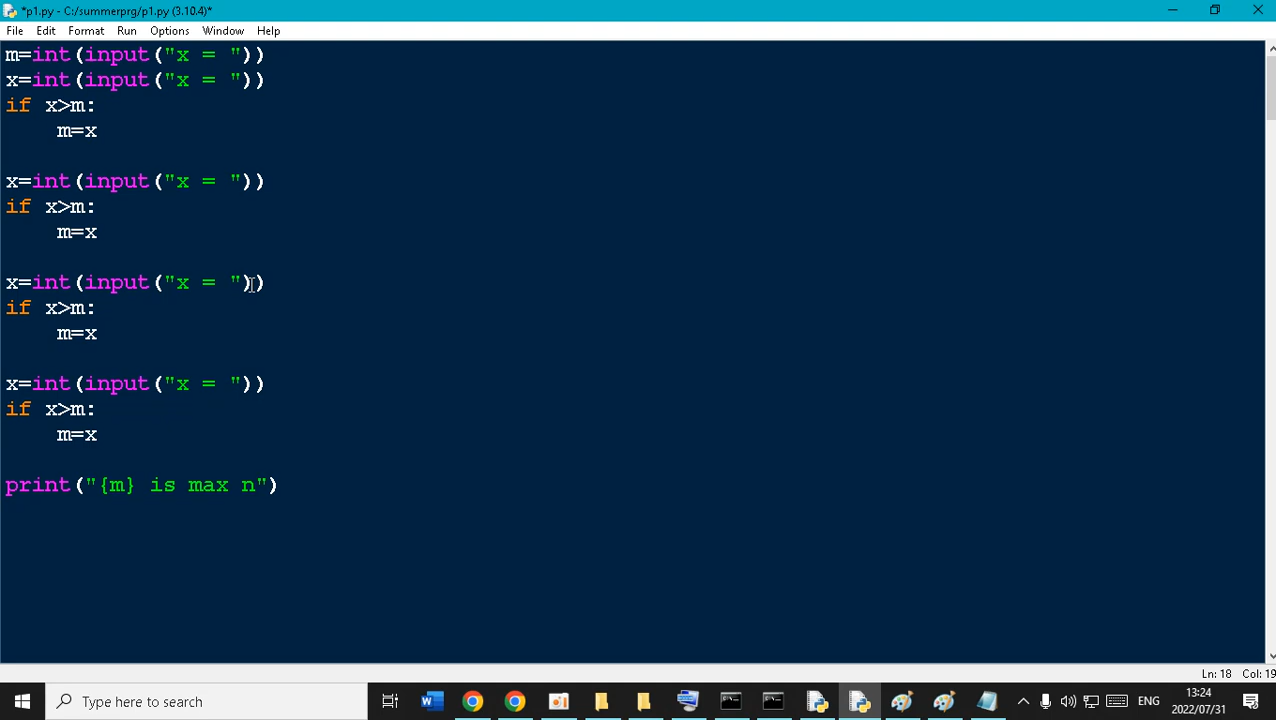 *p1.py - C:/summerprg/p1.py (3.10.4)*
File Edit Format Run Options Window Help
m=int(input("x = "))
x=int(input("x = "))
if x>m:
    m=x
x=int(input("x = "))
if x>m:
    m=x
x=int(input("x = "))
if x>m:
    m=x
x=int(input("x = "))
if x>m:
    m=x
print("{m} is max n")
Ln: 18 Col: 19
Type here to search
ENG
13:24
2022/07/31